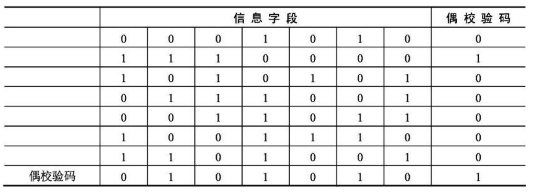 信息字段 偶校验码
0 0 0 1 0 1 0 0
1 1 1 0 0 0 0 1
1 0 1 0 1 0 1 0
0 1 1 1 0 0 1 0
0 0 1 1 0 1 1 0
1 0 0 1 1 1 0 0
1 1 0 1 0 0 1 0
偶校验码 0 1 0 1 0 1 0 1